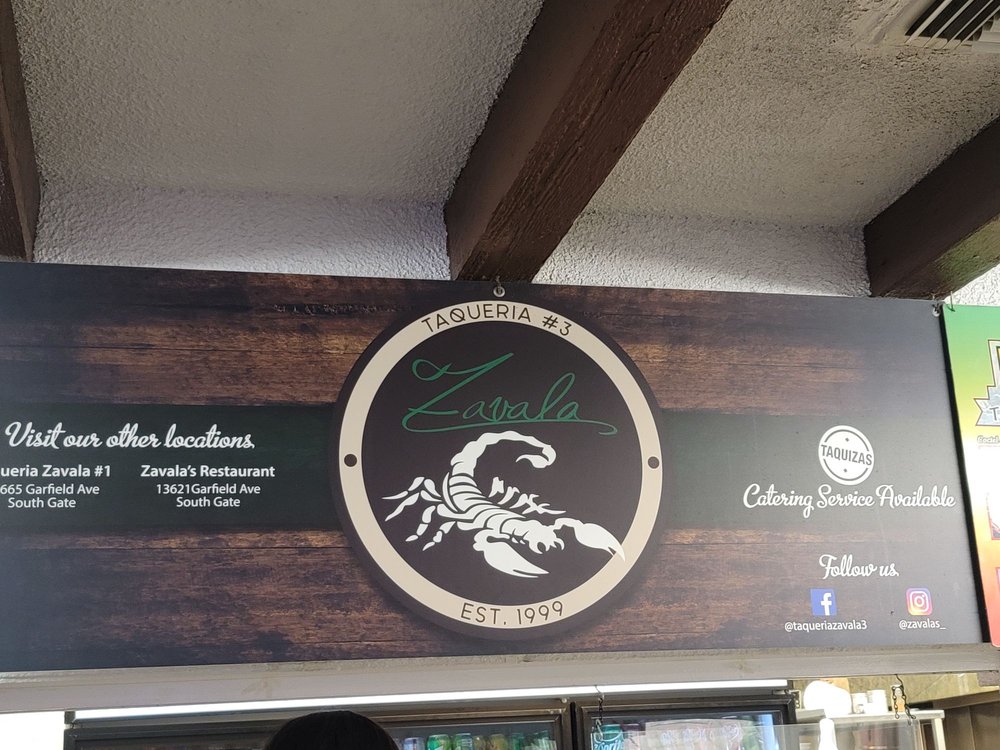 TAQUERIA #3
Zavala
EST. 1999
Visit our other locations
ueria Zavala #1
665 Garfield Ave
South Gate
Zavala's Restaurant
13621Garfield Ave
South Gate
TAQUIZAS
Catering Service Available
Follow us
@taqueriazavala3
@zavalas_